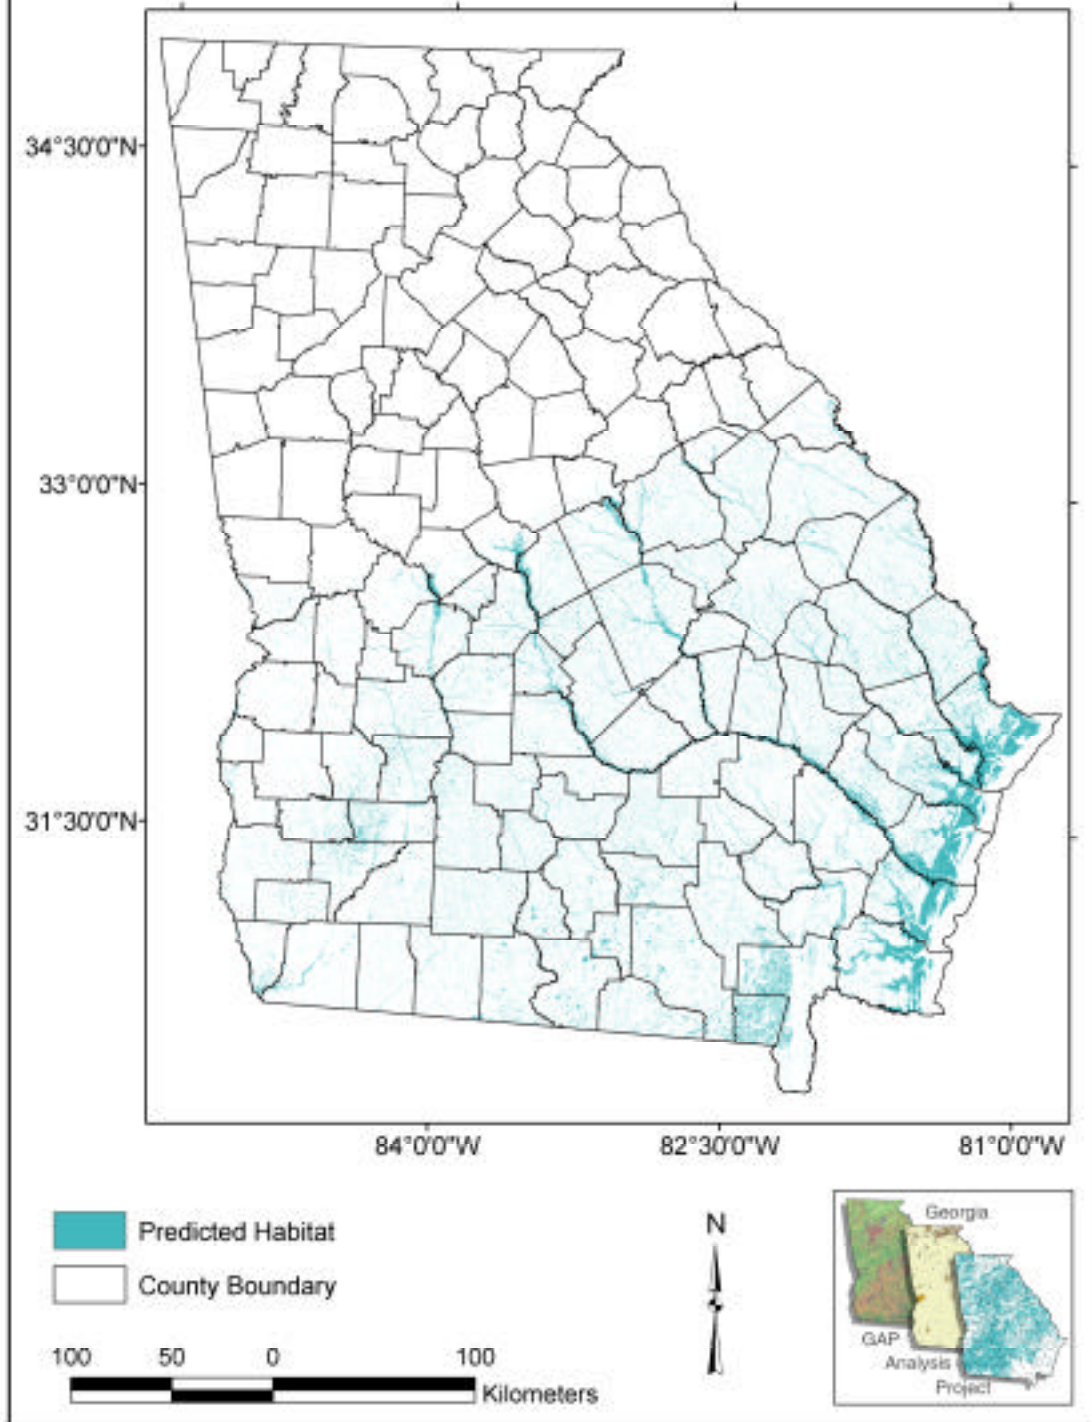 34°30'0"N
33°0'0"N
31°30'0"N
84°0'0"W
82°30'0"W
81°0'0"W
Predicted Habitat
County Boundary
N
100 50 0 100
Kilometers
Georgia
GAP
Analysis
Project